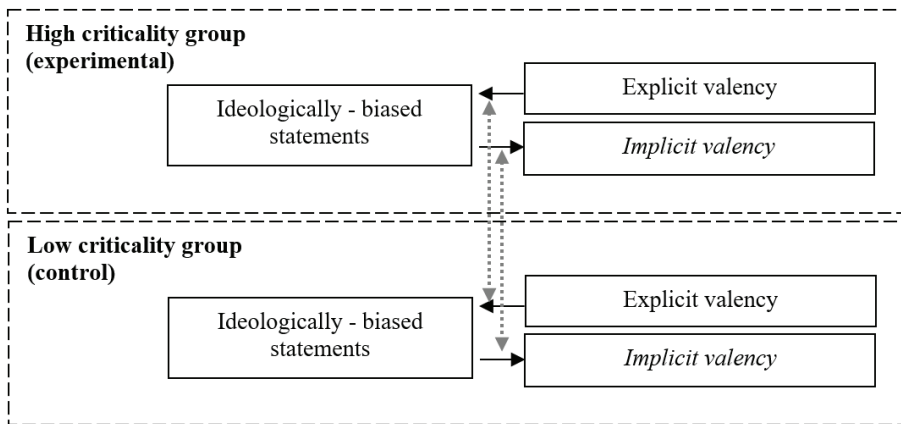 High criticality group
(experimental)
Ideologically - biased
statements
Explicit valency
Implicit valency
Low criticality group
(control)
Ideologically - biased
statements
Explicit valency
Implicit valency